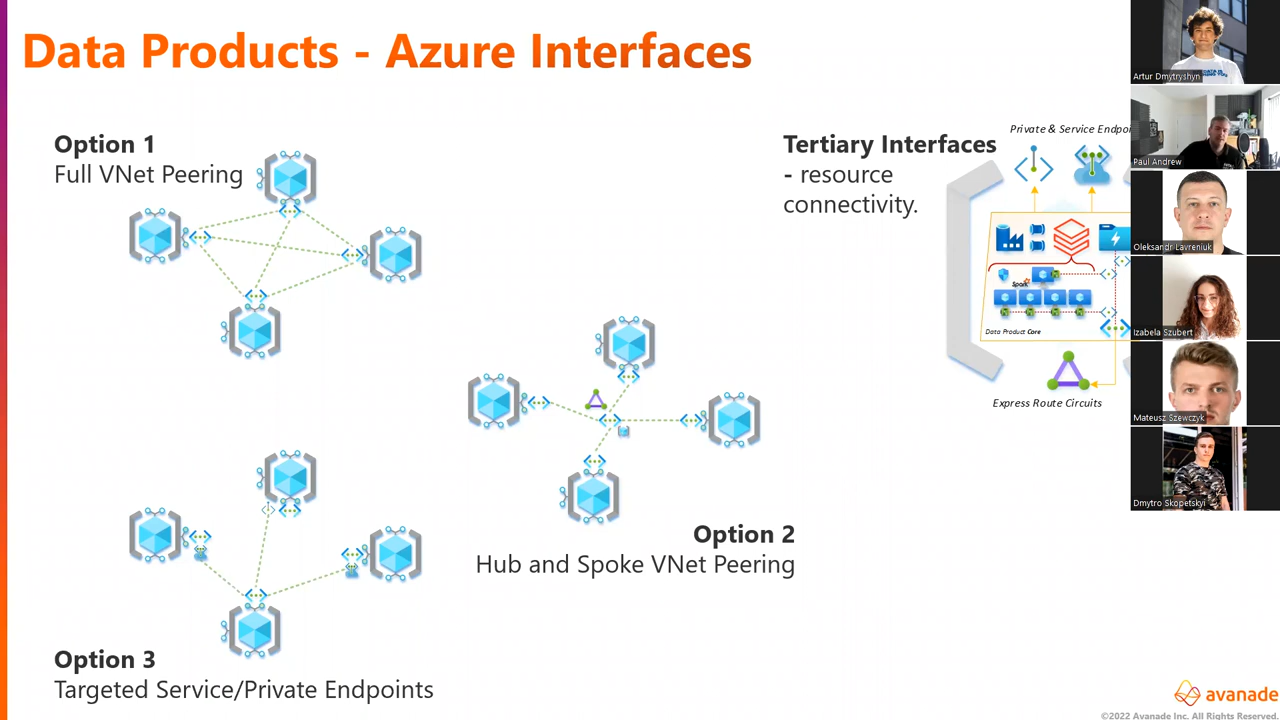 Data Products - Azure Interfaces
Option 1
Full VNet Peering
Tertiary Interfaces
- resource
connectivity.
Private & Service
Spark
Data Product Core
Express Route Circuits
Option 2
Hub and Spoke VNet Peering
Option 3
Targeted Service/Private Endpoints
Artur Dmytryshyn
Paul Andrew
Oleksandr Lavreniuk
Izabela Szubert
Mateusz Szewczyk
Dmytro Skopetskyi
avanade
©2022 Avanade Inc. All Rights Reserved.